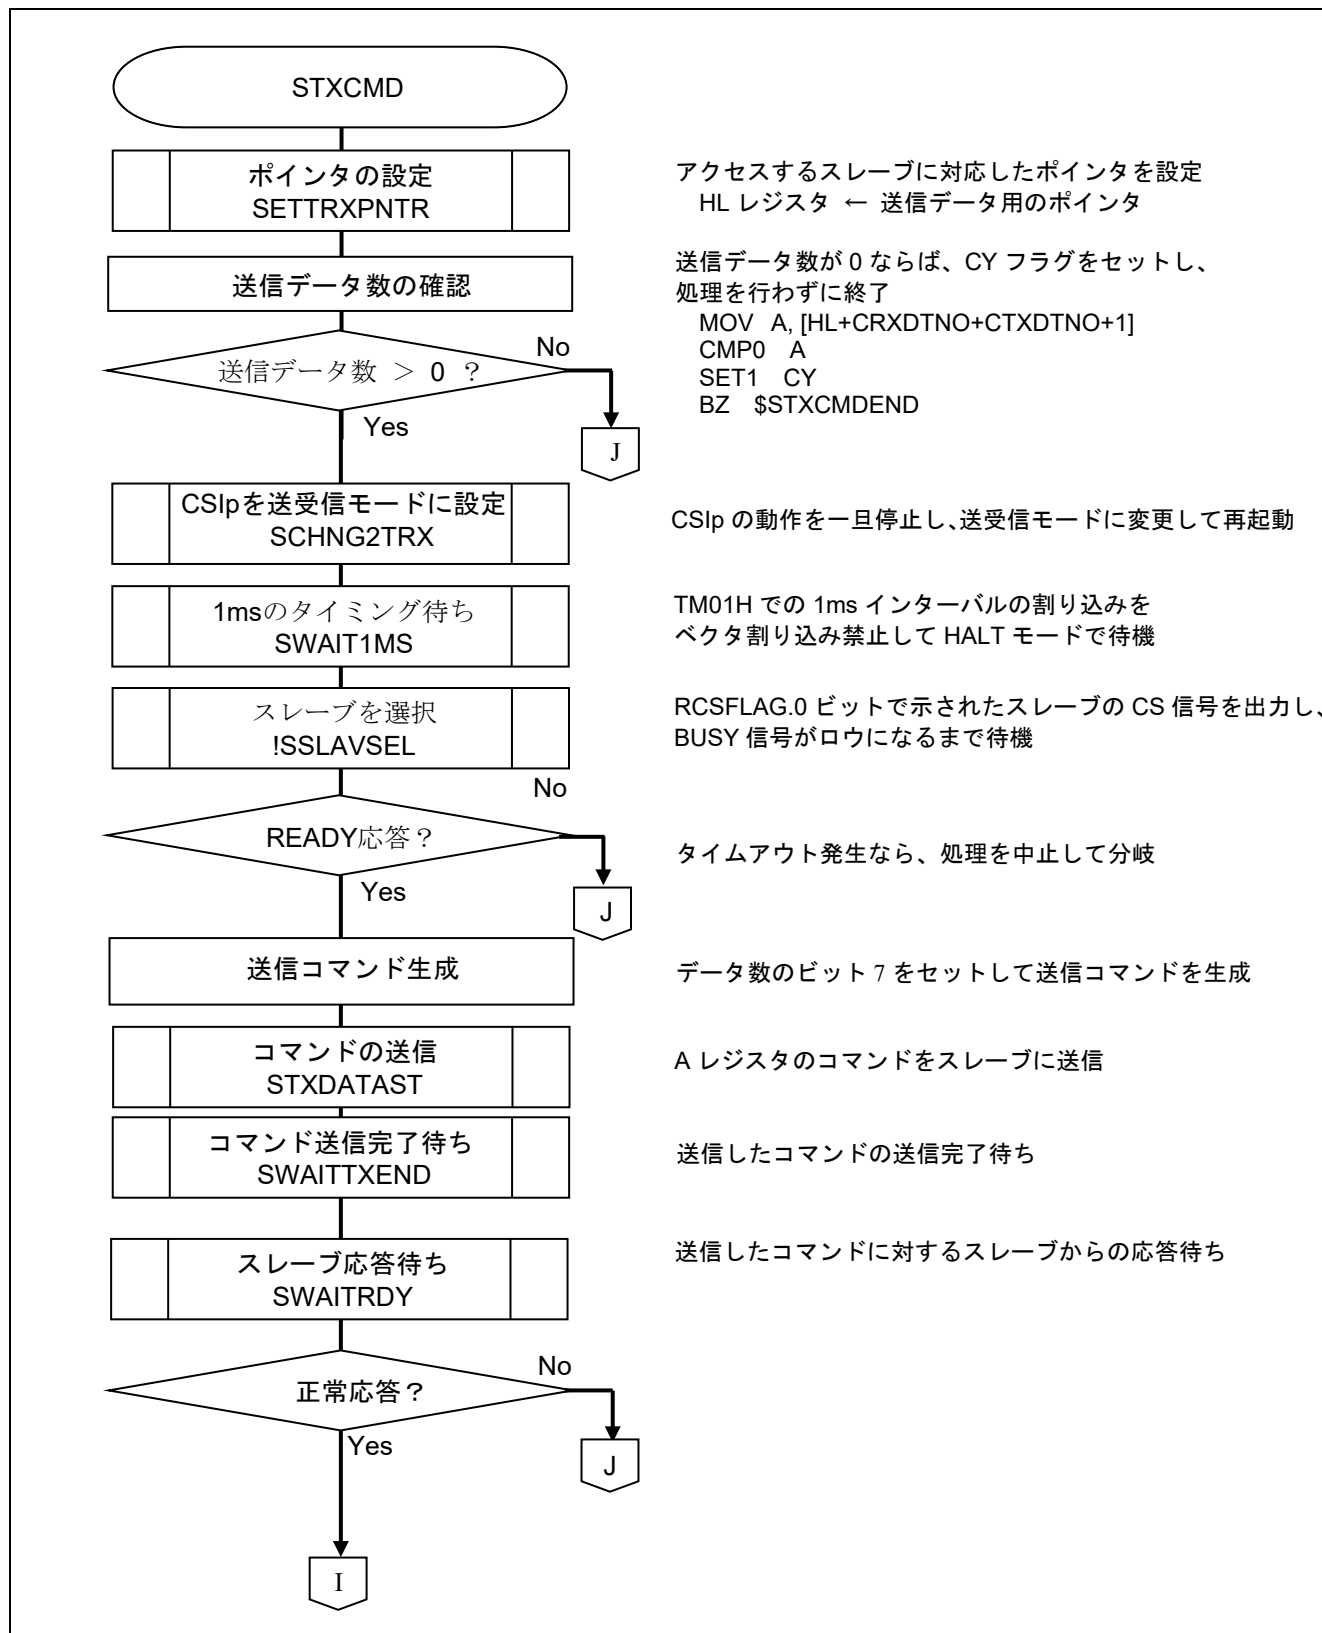 STXCMD
ポインタの設定
SETTRXPNTR
アクセスするスレーブに対応したポインタを設定
HL レジスタ ← 送信データ用のポインタ
送信データ数の確認
送信データ数が 0 ならば、CY フラグをセットし、
処理を行わずに終了
MOV A, [HL+CRXDTNO+CTXDTNO+1]
CMP0 A
SET1 CY
BZ $STXCMDEND
送信データ数 ＞ 0 ？
No
Yes
J
CSIpを送受信モードに設定
SCHNG2TRX
CSIp の動作を一旦停止し、送受信モードに変更して再起動
1msのタイミング待ち
SWAIT1MS
TM01H での 1ms インターバルの割り込みを
ベクタ割り込み禁止して HALT モードで待機
スレーブを選択
!SSLAVSEL
RCSFLAG.0 ビットで示されたスレーブの CS 信号を出力し、
BUSY 信号がロウになるまで待機
No
READY応答？
タイムアウト発生なら、処理を中止して分岐
Yes
J
送信コマンド生成
データ数のビット 7 をセットして送信コマンドを生成
コマンドの送信
STXDATAST
A レジスタのコマンドをスレーブに送信
コマンド送信完了待ち
SWAITTXEND
送信したコマンドの送信完了待ち
スレーブ応答待ち
SWAITRDY
送信したコマンドに対するスレーブからの応答待ち
No
正常応答？
Yes
J
I